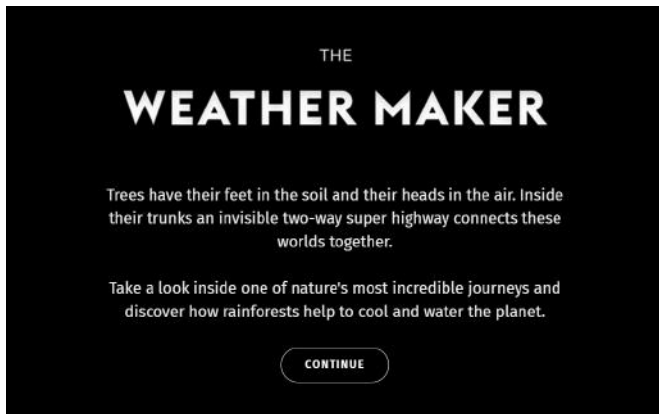 THE
WEATHER MAKER
Trees have their feet in the soil and their heads in the air. Inside
their trunks an invisible two-way super highway connects these
worlds together.
Take a look inside one of nature's most incredible journeys and
discover how rainforests help to cool and water the planet.
CONTINUE